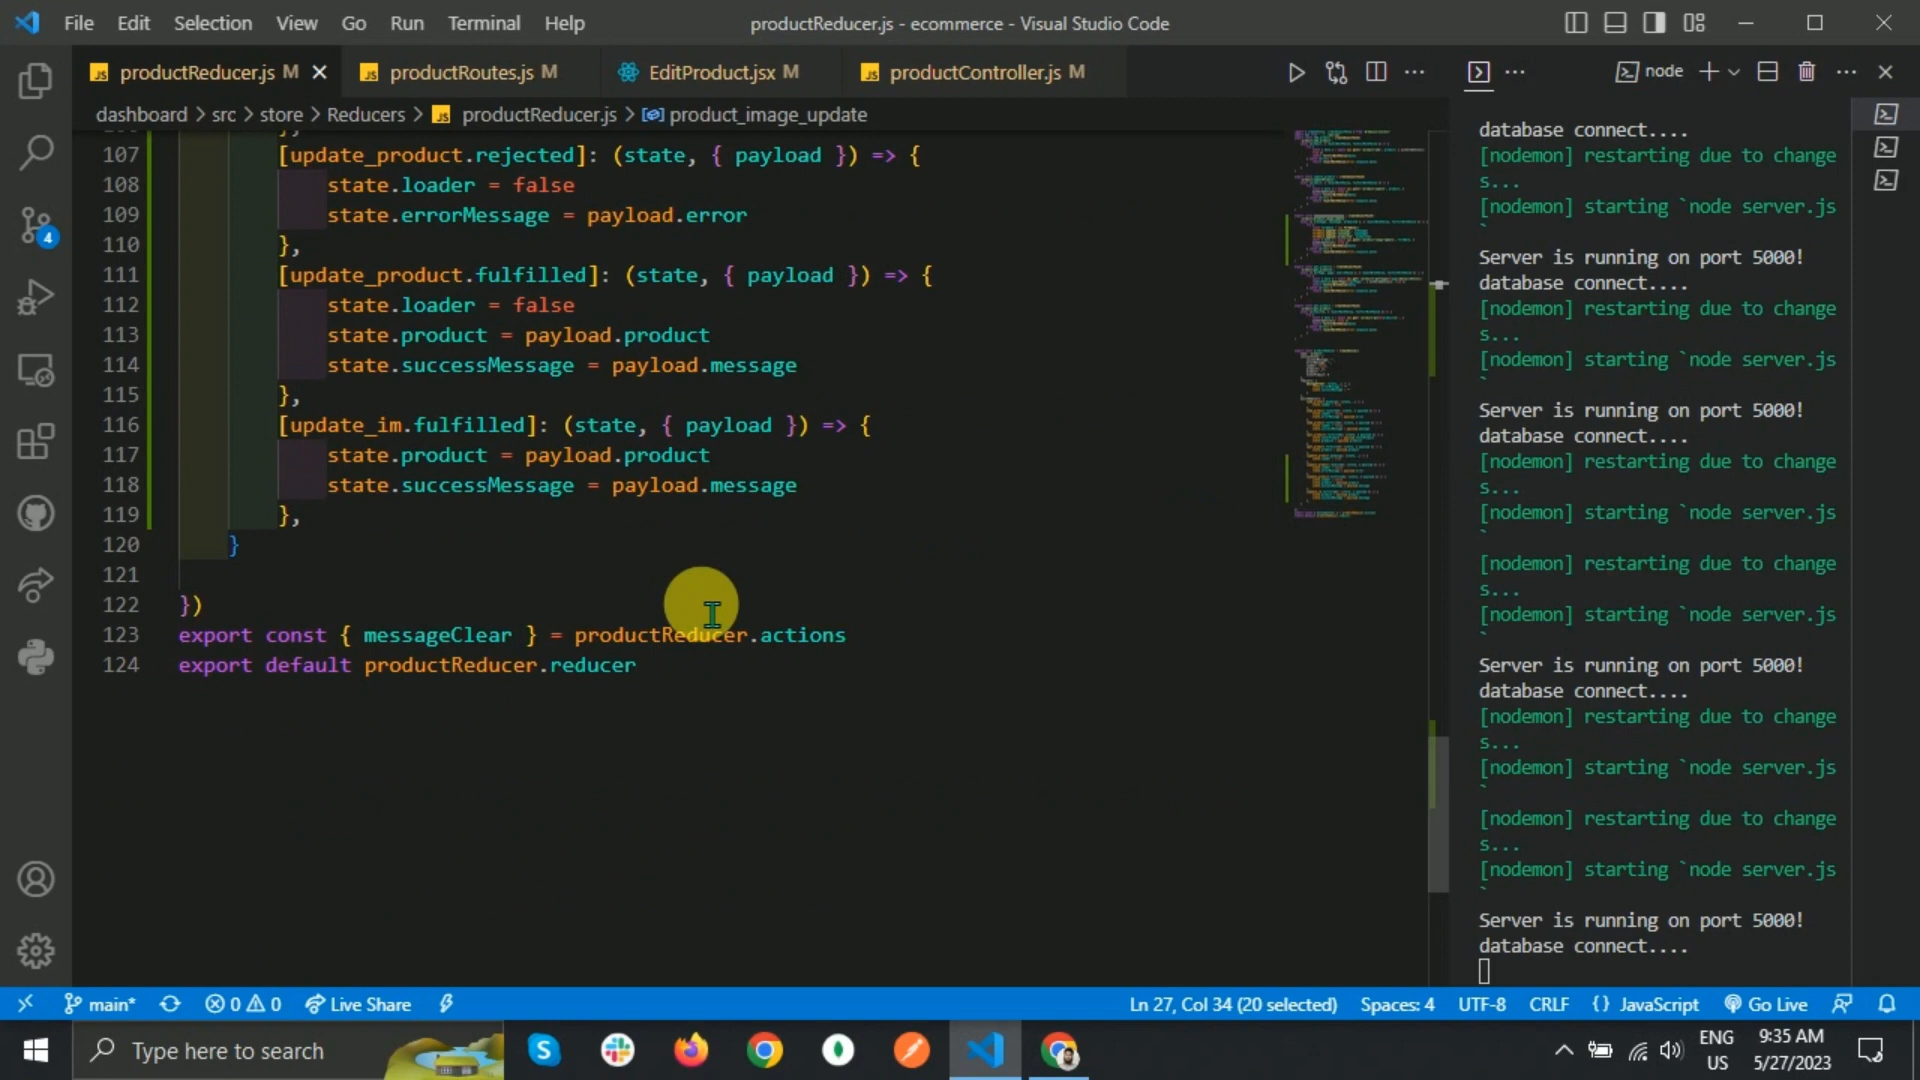 File Edit Selection View Go Run Terminal Help
productReducer.js - ecommerce - Visual Studio Code
JS productReducer.js M
JS productRoutes.js M
EditProduct.jsx M
JS productController.js M
node
dashboard > src > store > Reducers > JS productReducer.js > product_image_update
107 [update_product.rejected]: (state, { payload }) => {
108 state.loader = false
109 state.errorMessage = payload.error
110 },
111 [update_product.fulfilled]: (state, { payload }) => {
112 state.loader = false
113 state.product = payload.product
114 state.successMessage = payload.message
115 },
116 [update_im.fulfilled]: (state, { payload }) => {
117 state.product = payload.product
118 state.successMessage = payload.message
119 },
120 }
121
122 })
123 export const { messageClear } = productReducer.actions
124 export default productReducer.reducer
database connect....
[nodemon] restarting due to change
s...
[nodemon] starting `node server.js
`
Server is running on port 5000!
database connect....
[nodemon] restarting due to change
s...
[nodemon] starting `node server.js
`
Server is running on port 5000!
database connect....
[nodemon] restarting due to change
s...
[nodemon] starting `node server.js
`
[nodemon] restarting due to change
s...
[nodemon] starting `node server.js
`
Server is running on port 5000!
database connect....
[nodemon] restarting due to change
s...
[nodemon] starting `node server.js
`
[nodemon] restarting due to change
s...
[nodemon] starting `node server.js
`
Server is running on port 5000!
database connect....
4
main* 0 0 Live Share
Ln 27, Col 34 (20 selected) Spaces: 4 UTF-8 CRLF {} JavaScript Go Live
Type here to search
ENG
US
9:35 AM
5/27/2023